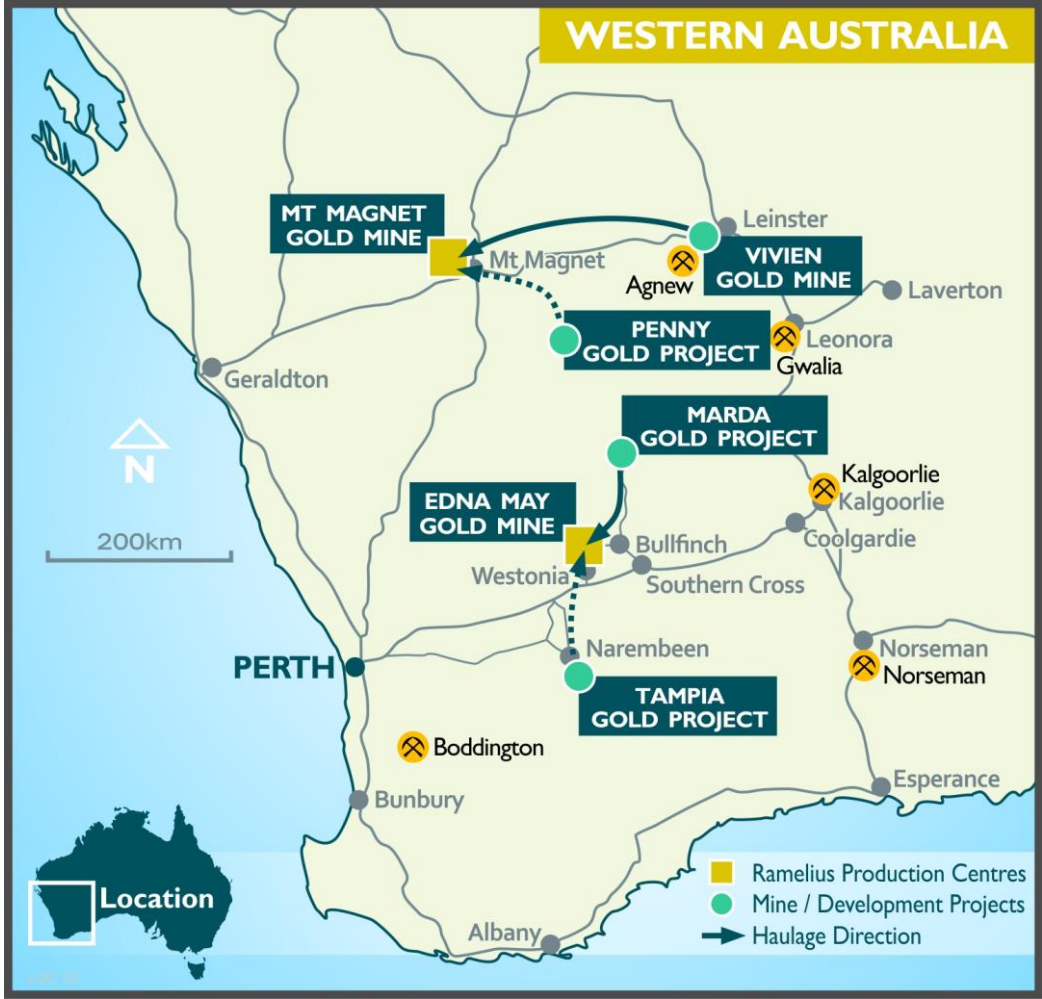 WESTERN AUSTRALIA
MT MAGNET
GOLD MINE
Mt Magnet
Leinster
VIVIEN
GOLD MINE
Agnew
Laverton
PENNY
GOLD PROJECT
Leonora
Gwalia
Geraldton
MARDA
GOLD PROJECT
N
200km
EDNA MAY
GOLD MINE
Kalgoorlie
Kalgoorlie
Coolgardie
Bullfinch
Westonia
Southern Cross
Narembeen
Norseman
Norseman
PERTH
TAMPIA
GOLD PROJECT
Boddington
Bunbury
Esperance
Albany
Location
Ramelius Production Centres
Mine / Development Projects
Haulage Direction